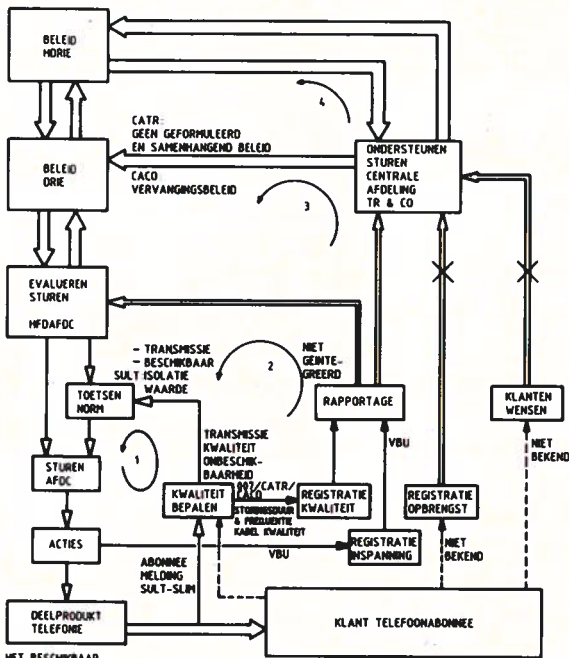 BELEID
HDRIE
4
CATR:
GEEN GEFORMULEERD
EN SAMENHANGEND BELEID
BELEID
DRIE
CACO
VERVANGINGSBELEID
ONDERSTEUNEN
STUREN
CENTRALE
AFDELING
TR & CO
3
EVALUEREN
STUREN
HFDAFDC
- TRANSMISSIE
- BESCHIKBAAR
SULT ISOLATIE
WAARDE
2
NIET
GEINTE-
GREERD
TOETSEN
NORM
RAPPORTAGE
KLANTEN
WENSEN
1
TRANSMISSIE
KWALITEIT
ONBESCHIK-
BAARHEID
VBU
NIET
BEKEND
STUREN
AFDC
KWALITEIT
BEPALEN
007/CATR/
CACO
STORINGSDUUR
& FREQUENTIE
KABEL KWALITEIT
REGISTRATIE
KWALITEIT
REGISTRATIE
OPBRENGST
ACTIES
VBU
REGISTRATIE
INSPANNING
NIET
BEKEND
ABONNEE
MELDING
SULT-SLIM
DEELPRODUKT
TELEFONIE
KLANT TELEFOONABONNEE
HET BESCHIKBAAR